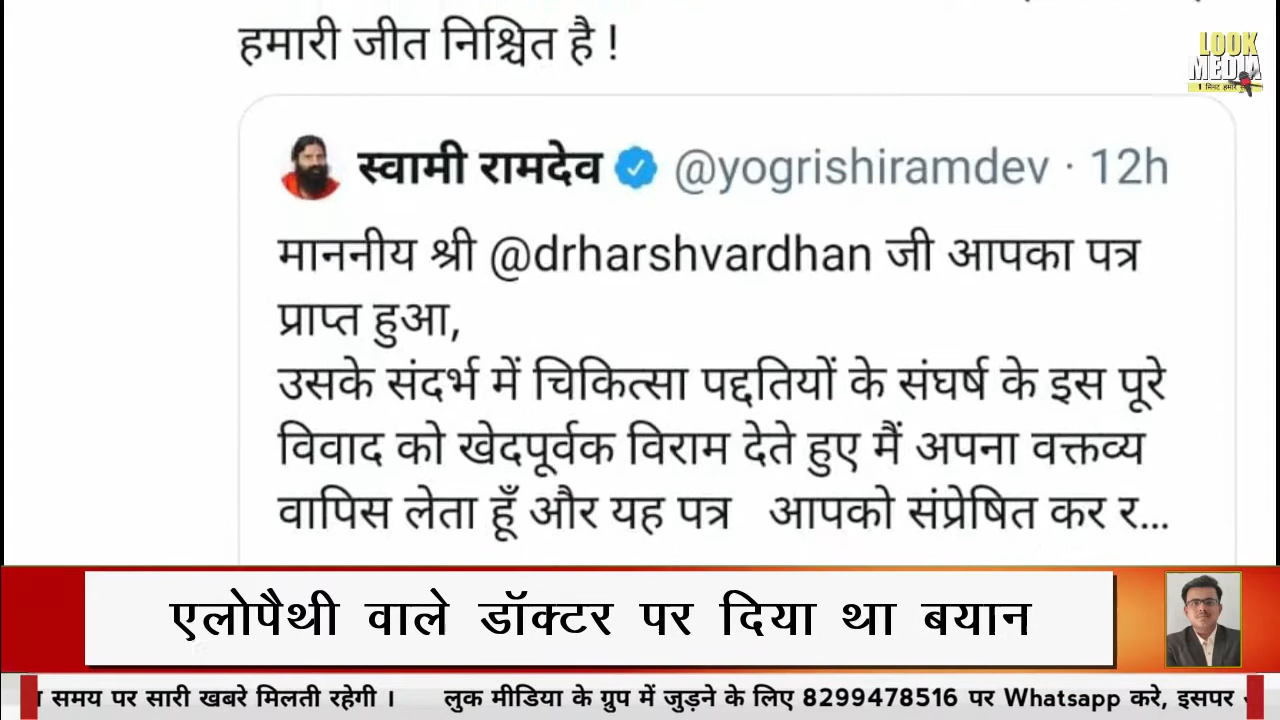 हमारी जीत निश्चित है !
LOOK
MEDIA
स्वामी रामदेव @yogrishiramdev · 12h
माननीय श्री @drharshvardhan जी आपका पत्र
प्राप्त हुआ,
उसके संदर्भ में चिकित्सा पद्दतियों के संघर्ष के इस पूरे
विवाद को खेदपूर्वक विराम देते हुए मैं अपना वक्तव्य
वापिस लेता हूँ और यह पत्र आपको संप्रेषित कर र...
एलोपैथी वाले डॉक्टर पर दिया था बयान
समय पर सारी खबरे मिलती रहेगी । लुक मीडिया के ग्रुप में जुड़ने के लिए 8299478516 पर Whatsapp करे, इसपर